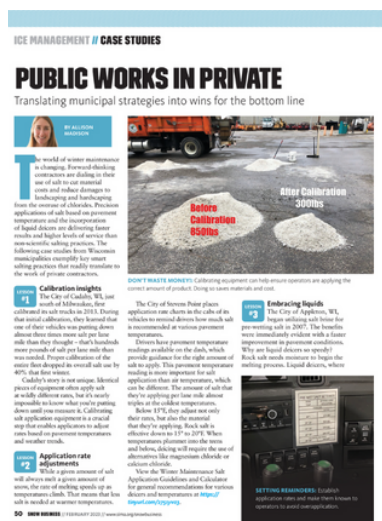 ICE MANAGEMENT // CASE STUDIES
PUBLIC WORKS IN PRIVATE
Translating municipal strategies into wins for the bottom line
BY ALLISON
MADISON
The world of winter maintenance
is changing. Forward-thinking
contractors are dialing in their
use of salt to cut material
costs and reduce damages to
landscaping and hardscaping
from the overuse of chlorides. Precision
applications of salt based on pavement
temperature and the incorporation
of liquid deicers are delivering faster
results and higher levels of service than
non-scientific salting practices. The
following case studies from Wisconsin
municipalities exemplify key smart
salting practices that readily translate to
the work of private contractors.
Before
Calibration
850lbs
After Calibration
300lbs
DON'T WASTE MONEY! Calibrating equipment can help ensure operators are applying the
correct amount of product. Doing so saves materials and cost.
LESSON
#1
Calibration insights
The City of Cudahy, WI, just
south of Milwaukee, first
calibrated its salt trucks in 2013. During
that initial calibration, they learned that
one of their vehicles was putting down
almost three times more salt per lane
mile than they thought – that's hundreds
more pounds of salt per lane mile than
was needed. Proper calibration of the
entire fleet dropped its overall salt use by
40% that first winter.
Cudahy's story is not unique. Identical
pieces of equipment often apply salt
at wildly different rates, but it's nearly
impossible to know what you're putting
down until you measure it. Calibrating
salt application equipment is a crucial
step that enables applicators to adjust
rates based on pavement temperatures
and weather trends.
LESSON
#2
Application rate
adjustments
While a given amount of salt
will always melt a given amount of
snow, the rate of melting speeds up as
temperatures climb. That means that less
salt is needed at warmer temperatures.
The City of Stevens Point places
application rate charts in the cabs of its
vehicles to remind drivers how much salt
is recommended at various pavement
temperatures.
Drivers have pavement temperature
readings available on the dash, which
provide guidance for the right amount of
salt to apply. This pavement temperature
reading is more important for salt
application than air temperature, which
can be different. The amount of salt that
they're applying per lane mile almost
triples at the coldest temperatures.
Below 15°F, they adjust not only
their rates, but also the material
that they're applying. Rock salt is
effective down to 15° to 20°F. When
temperatures plummet into the teens
and below, deicing will require the use of
alternatives like magnesium chloride or
calcium chloride.
View the Winter Maintenance Salt
Application Guidelines and Calculator
for general recommendations for various
deicers and temperatures at https://
LESSON
#3
Embracing liquids
The City of Appleton, WI,
began utilizing salt brine for
pre-wetting salt in 2007. The benefits
were immediately evident with a faster
improvement in pavement conditions.
Why are liquid deicers so speedy?
Rock salt needs moisture to begin the
melting process. Liquid deicers, where
SETTING REMINDERS: Establish
application rates and make them known to
operators to avoid overapplication.
50 SNOW BUSINESS // FEBRUARY 2022 // www.sima.org/snowbusiness